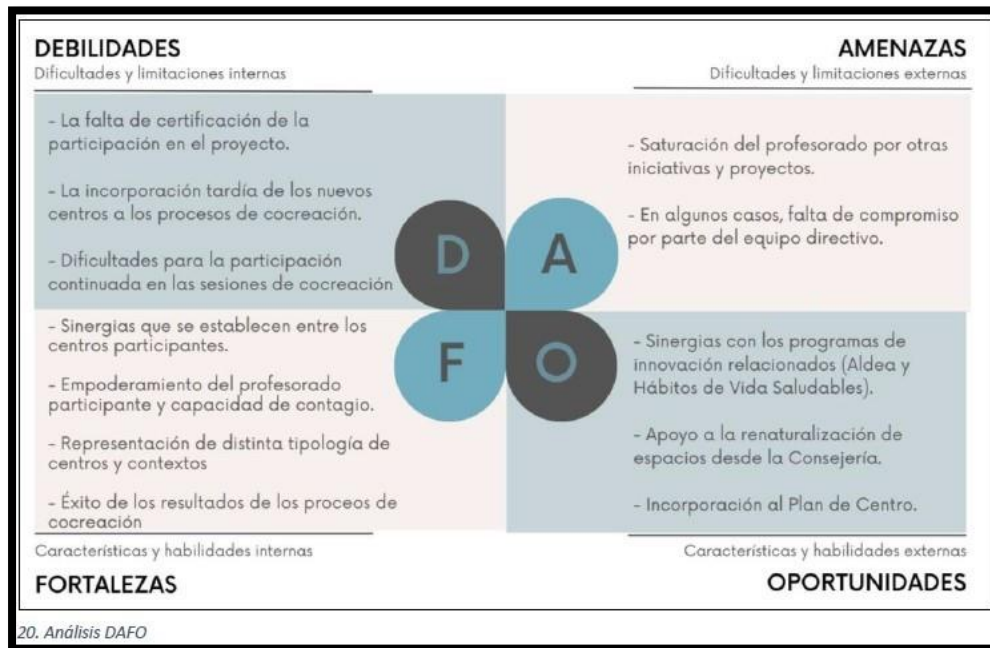 DEBILIDADES
Dificultades y limitaciones internas
AMENAZAS
Dificultades y limitaciones externas
- La falta de certificación de la
participación en el proyecto.
- La incorporación tardía de los nuevos
centros a los procesos de cocreación.
- Dificultades para la participación
continuada en las sesiones de cocreación
- Saturación del profesorado por otras
iniciativas y proyectos.
- En algunos casos, falta de compromiso
por parte del equipo directivo.
D
A
F
O
- Sinergias que se establecen entre los
centros participantes.
- Empoderamiento del profesorado
participante y capacidad de contagio.
- Representación de distinta tipología de
centros y contextos
- Éxito de los resultados de los proceos de
cocreación
- Sinergias con los programas de
innovación relacionados (Aldea y
Hábitos de Vida Saludables).
- Apoyo a la renaturalización de
espacios desde la Consejería.
- Incorporación al Plan de Centro.
Características y habilidades internas
FORTALEZAS
Características y habilidades externas
OPORTUNIDADES
20. Análisis DAFO